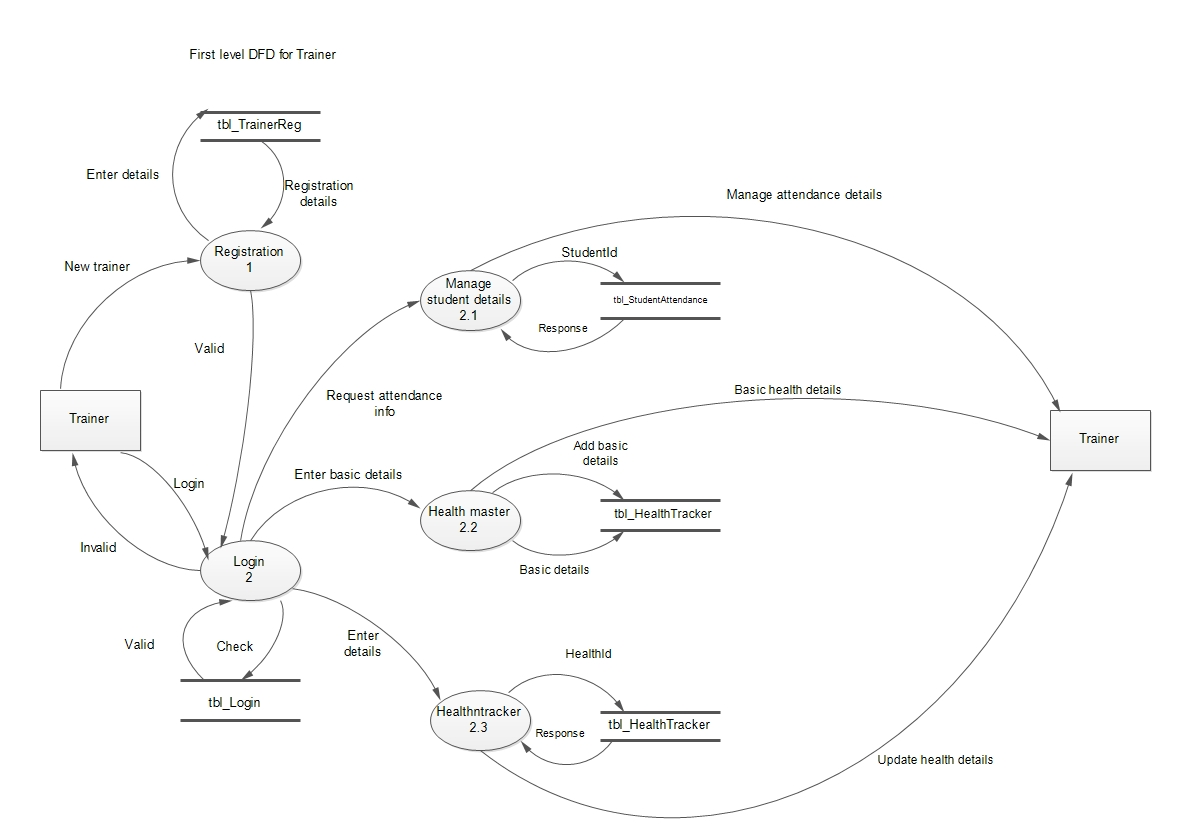 First level DFD for Trainer
tbl_TrainerReg
Enter details
Registration
details
Manage attendance details
Registration
1
StudentId
New trainer
Manage
student details
2.1
tbl_StudentAttendance
Response
Valid
Request attendance
info
Basic health details
Trainer
Trainer
Add basic
details
Enter basic details
Login
Health master
2.2
tbl_HealthTracker
Invalid
Login
2
Basic details
Valid
Check
Enter
details
HealthId
tbl_Login
Healthntracker
2.3
tbl_HealthTracker
Response
Update health details